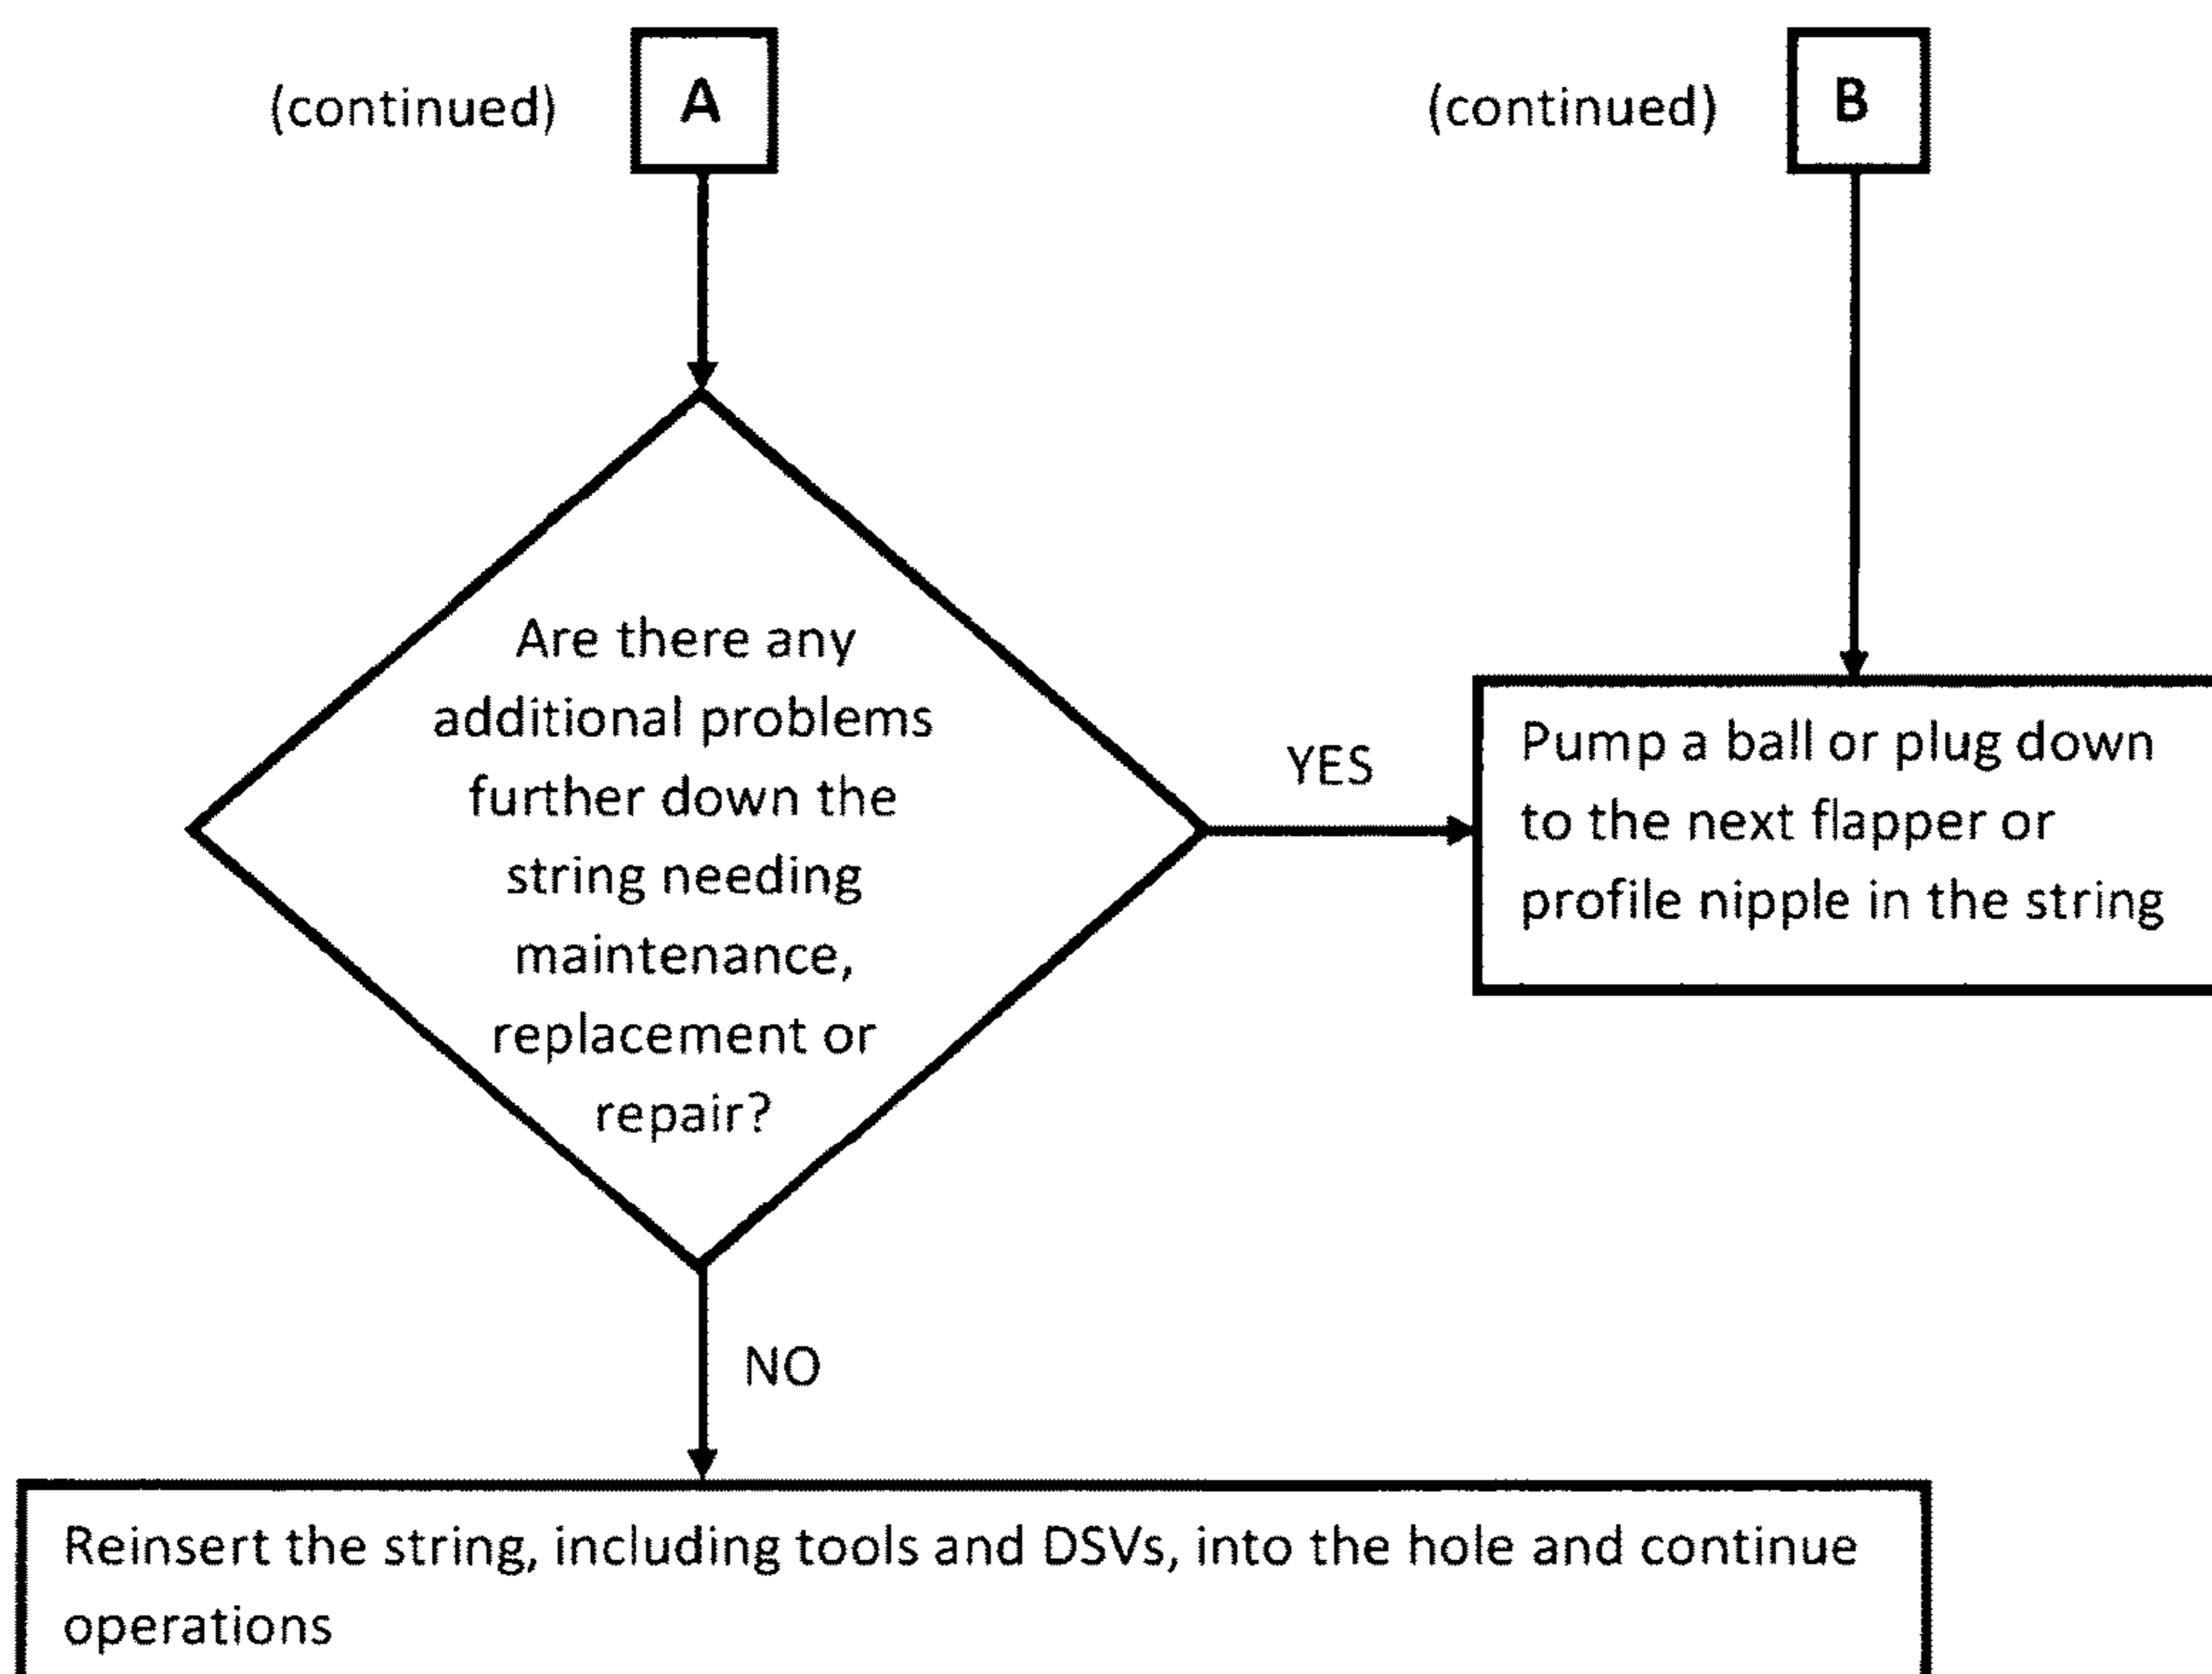 (continued) A
(continued) B
Are there any
additional problems
further down the
string needing
maintenance,
replacement or
repair?
YES
Pump a ball or plug down
to the next flapper or
profile nipple in the string
NO
Reinsert the string, including tools and DSVs, into the hole and continue
operations